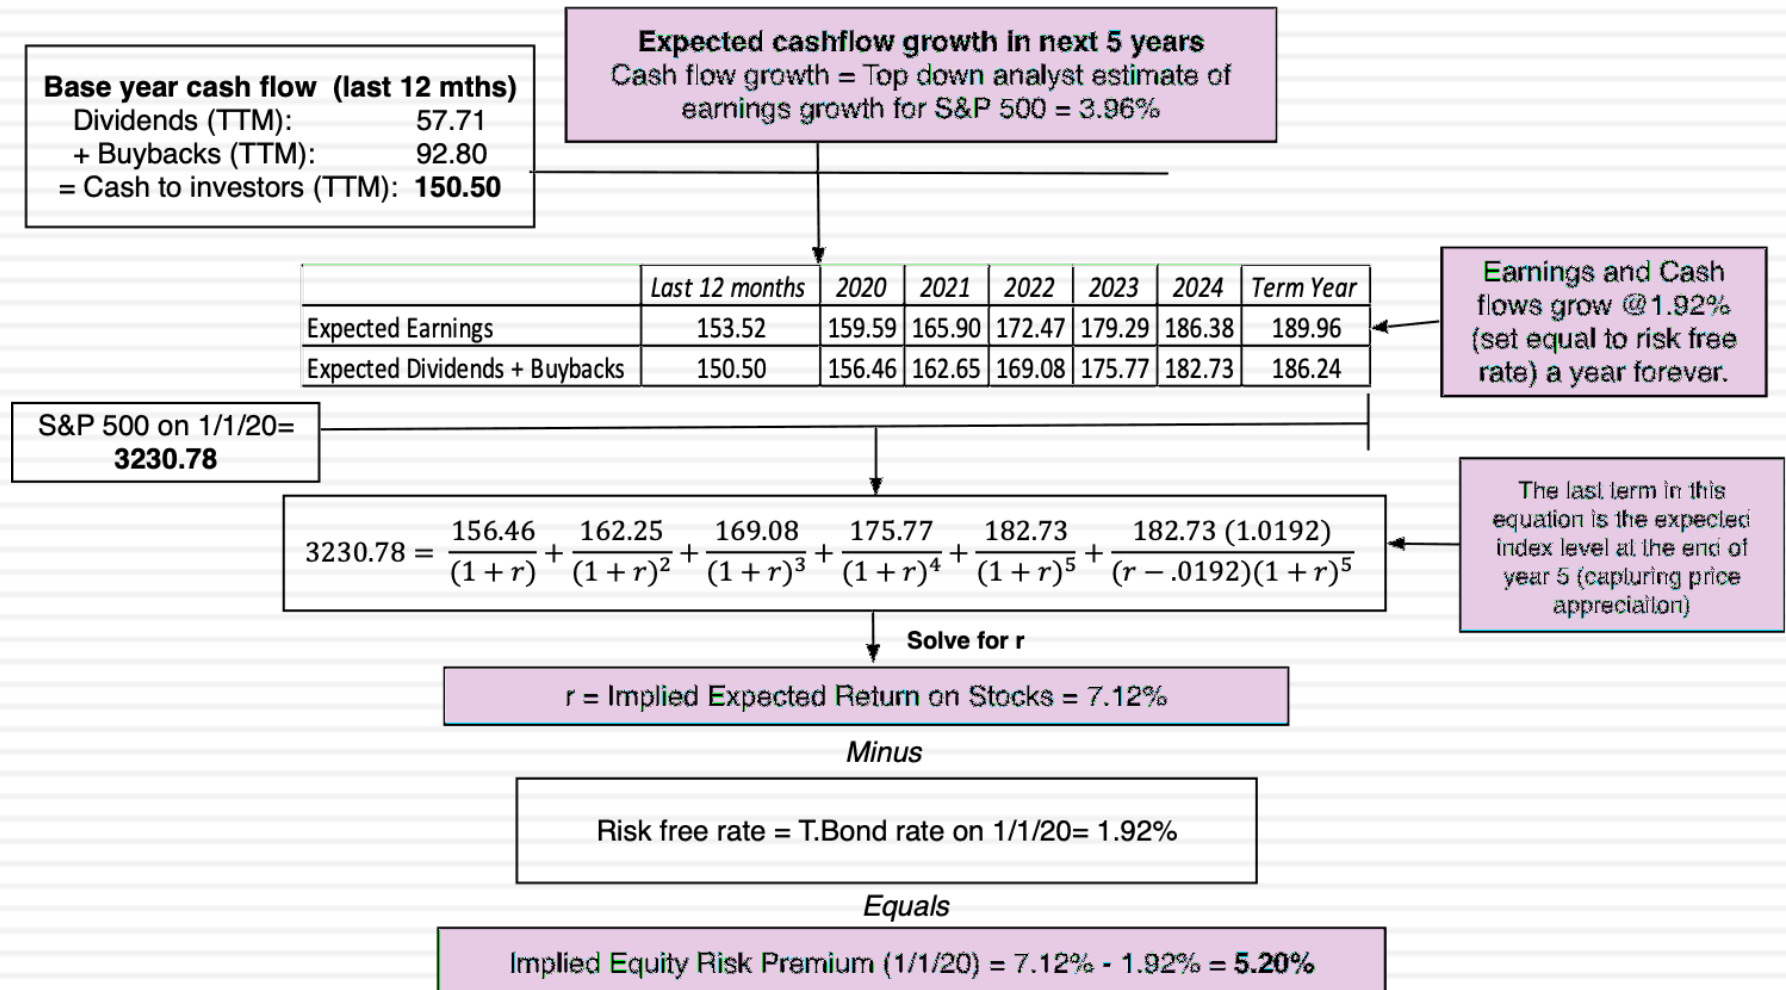 Expected cashflow growth in next 5 years
Cash flow growth = Top down analyst estimate of
earnings growth for S&P 500 = 3.96%
Base year cash flow (last 12 mths)
Dividends (TTM): 57.71
+ Buybacks (TTM): 92.80
= Cash to investors (TTM): 150.50
Last 12 months 2020 2021 2022 2023 2024 Term Year
Expected Earnings 153.52 159.59 165.90 172.47 179.29 186.38 189.96
Expected Dividends + Buybacks 150.50 156.46 162.65 169.08 175.77 182.73 186.24
Earnings and Cash
flows grow @1.92%
(set equal to risk free
rate) a year forever.
S&P 500 on 1/1/20=
3230.78
3230.78 = 156.46/(1 + r) + 162.25/(1 + r)^2 + 169.08/(1 + r)^3 + 175.77/(1 + r)^4 + 182.73/(1 + r)^5 + 182.73 (1.0192)/(r − .0192)(1 + r)^5
The last term in this
equation is the expected
index level at the end of
year 5 (capturing price
appreciation)
Solve for r
r = Implied Expected Return on Stocks = 7.12%
Minus
Risk free rate = T.Bond rate on 1/1/20= 1.92%
Equals
Implied Equity Risk Premium (1/1/20) = 7.12% - 1.92% = 5.20%